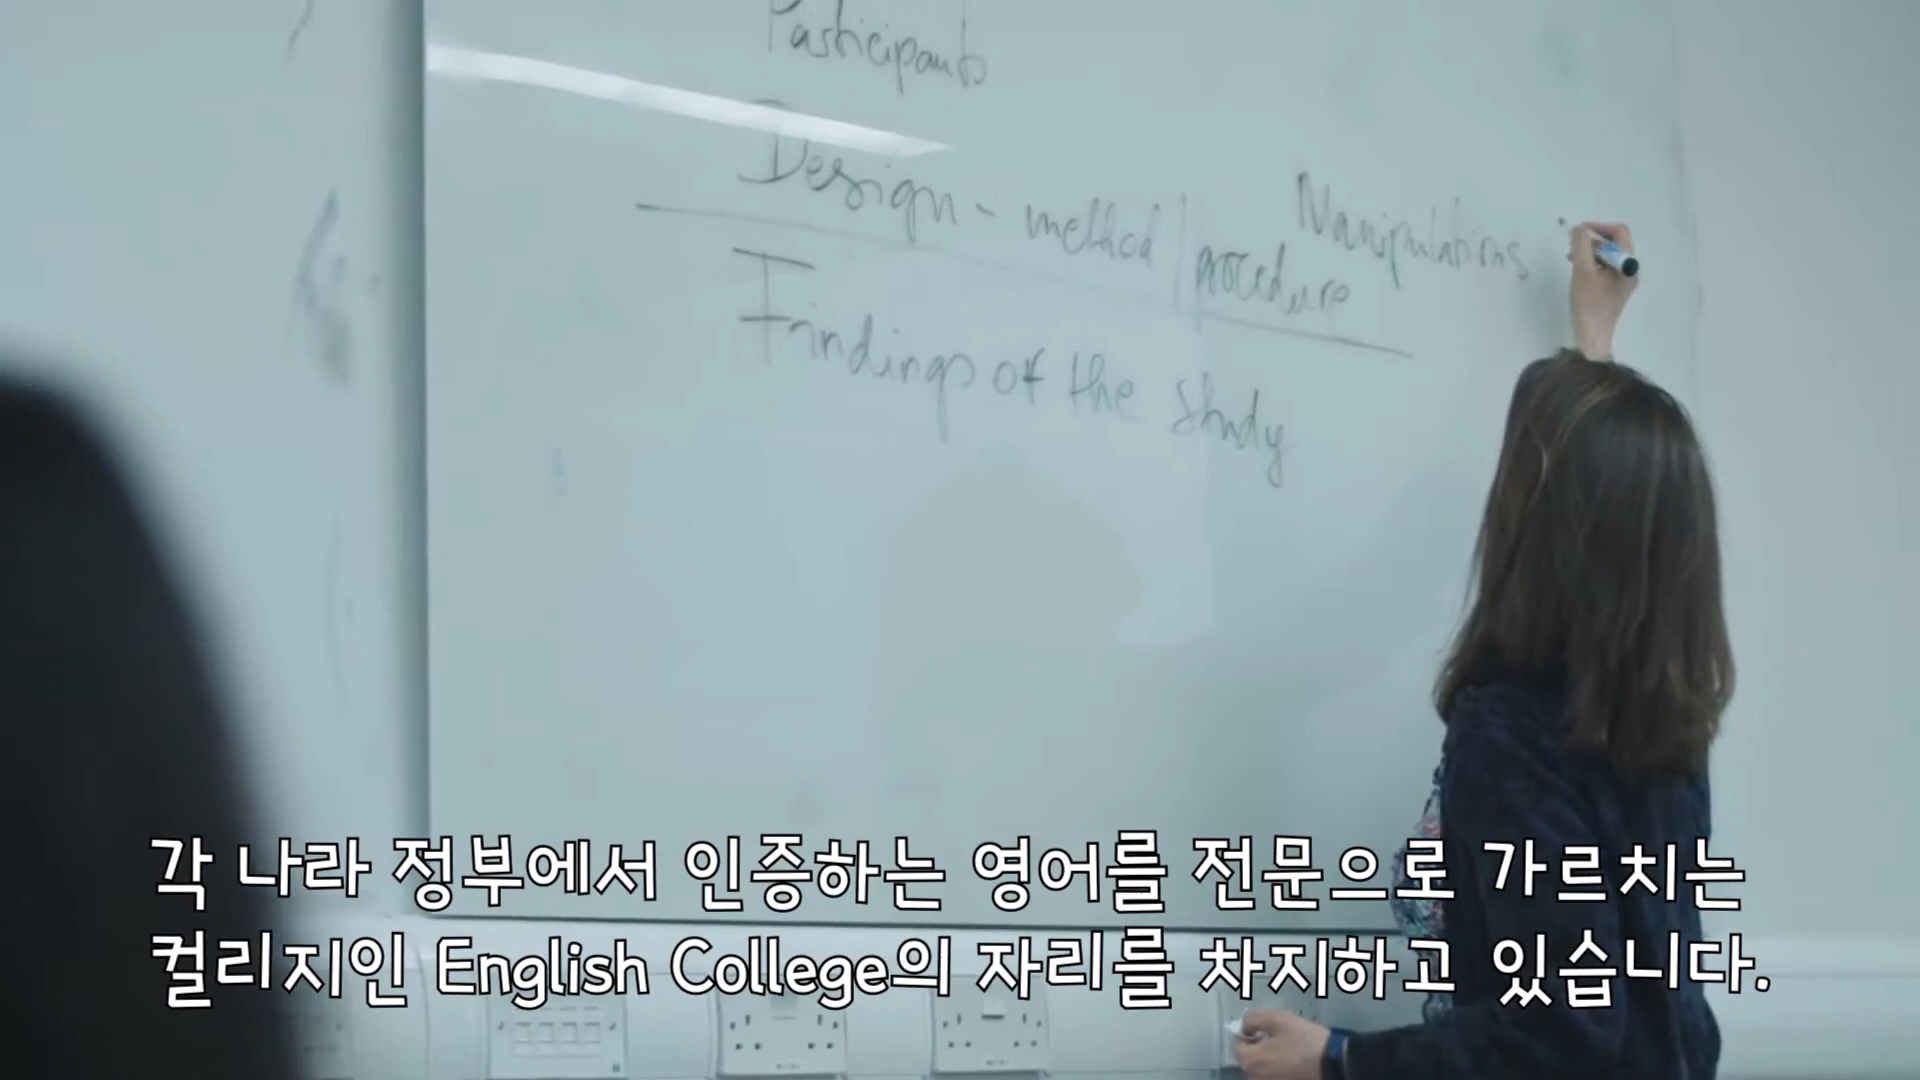 Participants
Design - method / procedure
Manipulations
Findings of the study
각 나라 정부에서 인증하는 영어를 전문으로 가르치는
컬리지인 English College의 자리를 차지하고 있습니다.